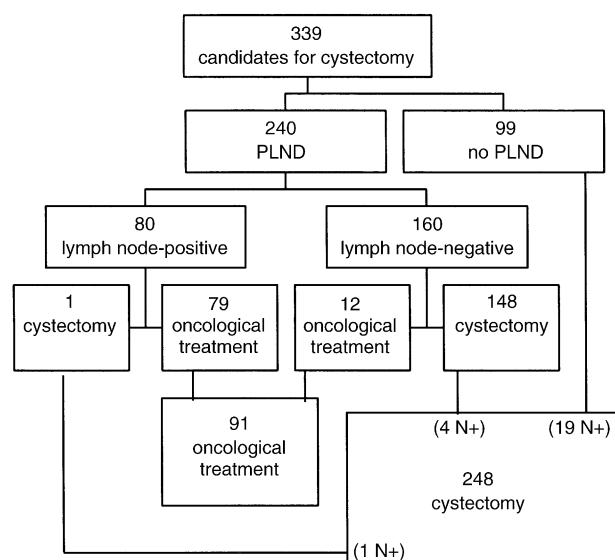 339
candidates for cystectomy
240
PLND
99
no PLND
80
lymph node-positive
160
lymph node-negative
1
cystectomy
79
oncological
treatment
12
oncological
treatment
148
cystectomy
91
oncological
treatment
(4 N+)
(19 N+)
248
cystectomy
(1 N+)